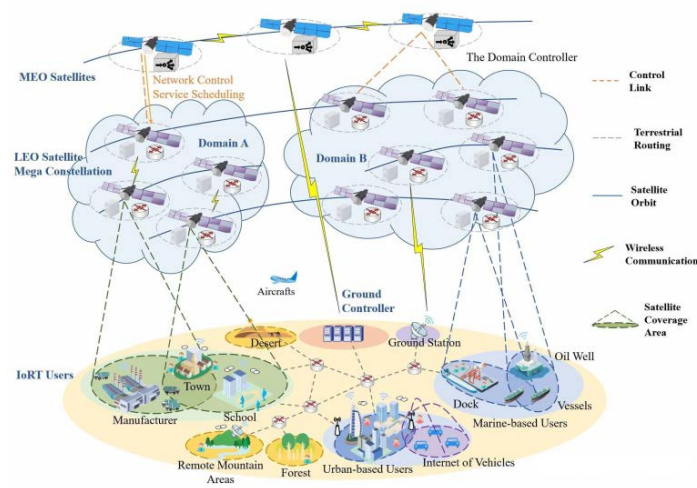 The Domain Controller
MEO Satellites
Network Control
Service Scheduling
Control
Link
Domain A
Domain B
Terrestrial
Routing
LEO Satellite
Mega Constellation
Satellite
Orbit
Wireless
Communication
Aircrafts
Ground
Controller
Satellite
Coverage
Area
Desert
Ground Station
Oil Well
IoRT Users
Town
Manufacturer
School
Dock
Vessels
Marine-based Users
Remote Mountain
Areas
Forest
Urban-based Users
Internet of Vehicles